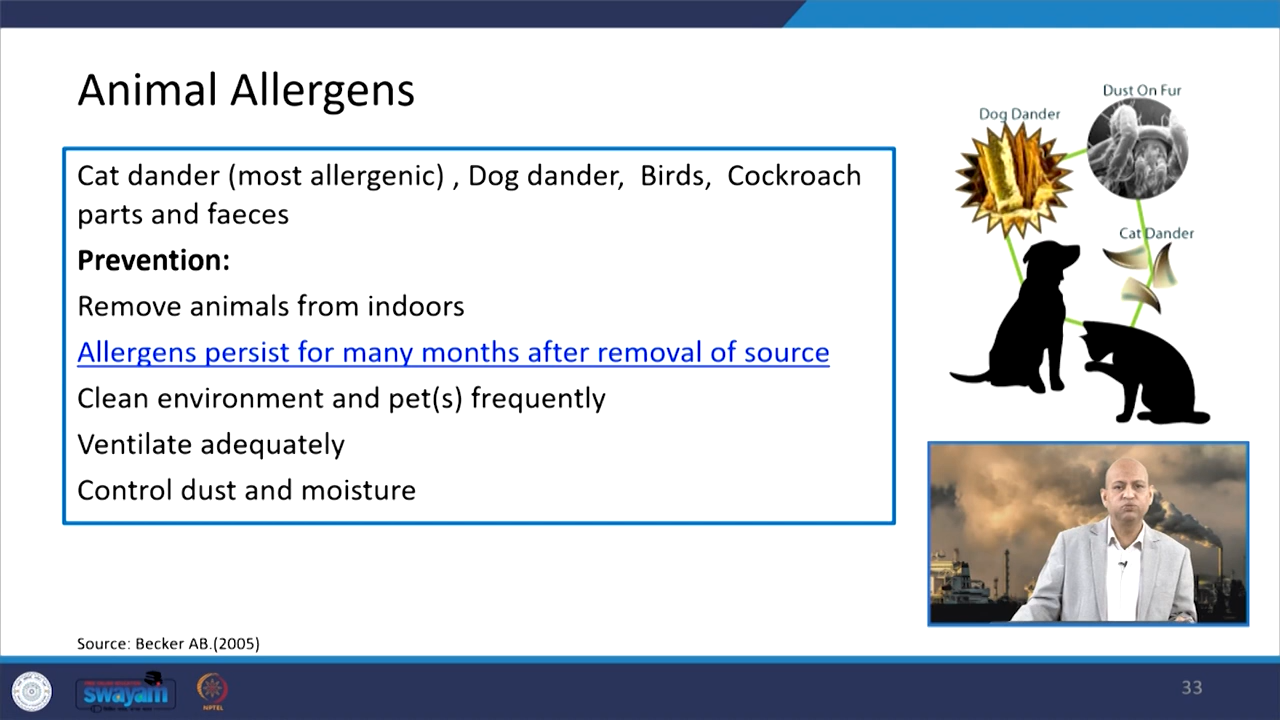 Animal Allergens
Cat dander (most allergenic) , Dog dander, Birds, Cockroach
parts and faeces
Prevention:
Remove animals from indoors
Allergens persist for many months after removal of source
Clean environment and pet(s) frequently
Ventilate adequately
Control dust and moisture
Dust On Fur
Dog Dander
Cat Dander
Source: Becker AB.(2005)
swayam
NPTEL
33